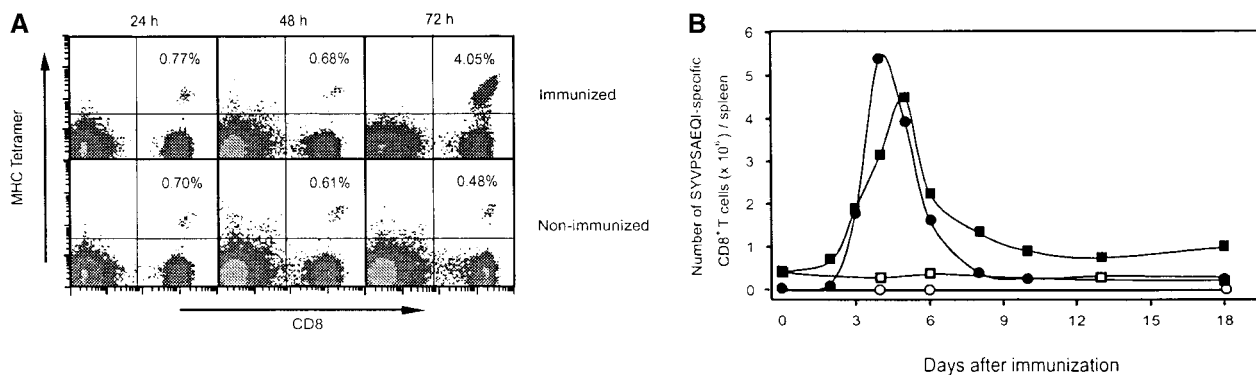 A
24 h 48 h 72 h
0.77% 0.68% 4.05%
Immunized
0.70% 0.61% 0.48%
Non-immunized
MHC Tetramer
CD8
B
Number of SYVPSAEQI-specific
CD8+ T cells (x 10 ) / spleen
6
5
4
3
2
1
0
0 3 6 9 12 15 18
Days after immunization